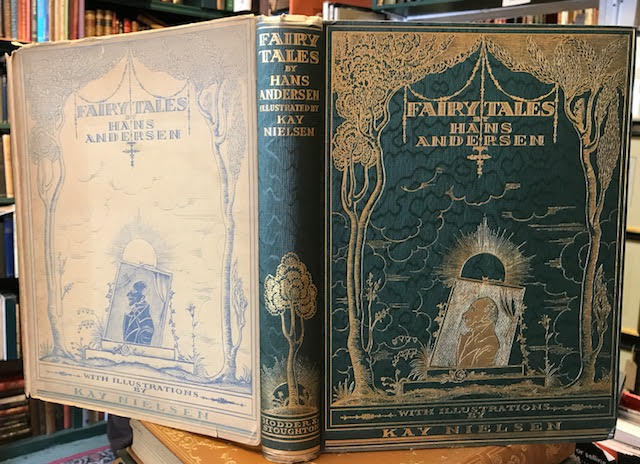 FAIRY TALES
BY
HANS
ANDERSEN
WITH ILLUSTRATIONS
BY
KAY NIELSEN
FAIRY
TALES
BY
HANS
ANDERSEN
ILLUSTRATED BY
KAY
NIELSEN
HODDER &
STOUGHTON
FAIRY TALES
BY HANS
ANDERSEN
WITH ILLUSTRATIONS
BY
KAY NIELSEN